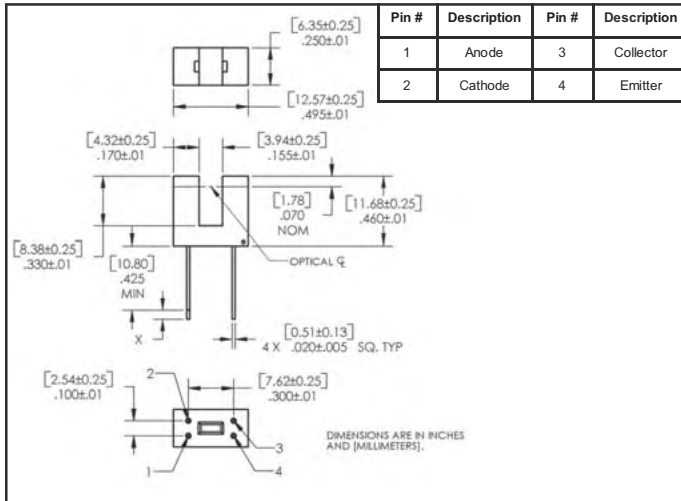 Pin # Description Pin # Description
1 Anode 3 Collector
2 Cathode 4 Emitter
[6.35±0.25]
.250±.01
[12.57±0.25]
.495±.01
[4.32±0.25]
.170±.01
[3.94±0.25]
.155±.01
[1.78]
.070
NOM
[11.68±0.25]
.460±.01
[8.38±0.25]
.330±.01
[10.80]
.425
MIN
OPTICAL ℄
X
[0.51±0.13]
4 X .020±.005 SQ. TYP
[2.54±0.25]
.100±.01
2
[7.62±0.25]
.300±.01
3
1
4
DIMENSIONS ARE IN INCHES
AND [MILLIMETERS].